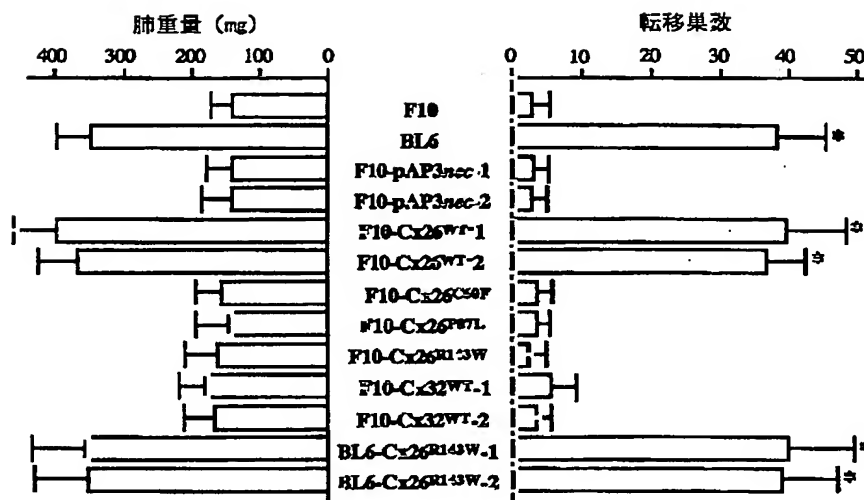 肺重量 (mg)
転移巣数
400 300 200 100 0
0 10 20 30 40 50
F10
BL6 *
F10-pAP3neo-1
F10-pAP3neo-2
F10-Cx26WT-1 *
F10-Cx26WT-2 *
F10-Cx26C60F
F10-Cx26P87L
F10-Cx26R143W
F10-Cx32WT-1
F10-Cx32WT-2
BL6-Cx26R143W-1
BL6-Cx26R143W-2 *